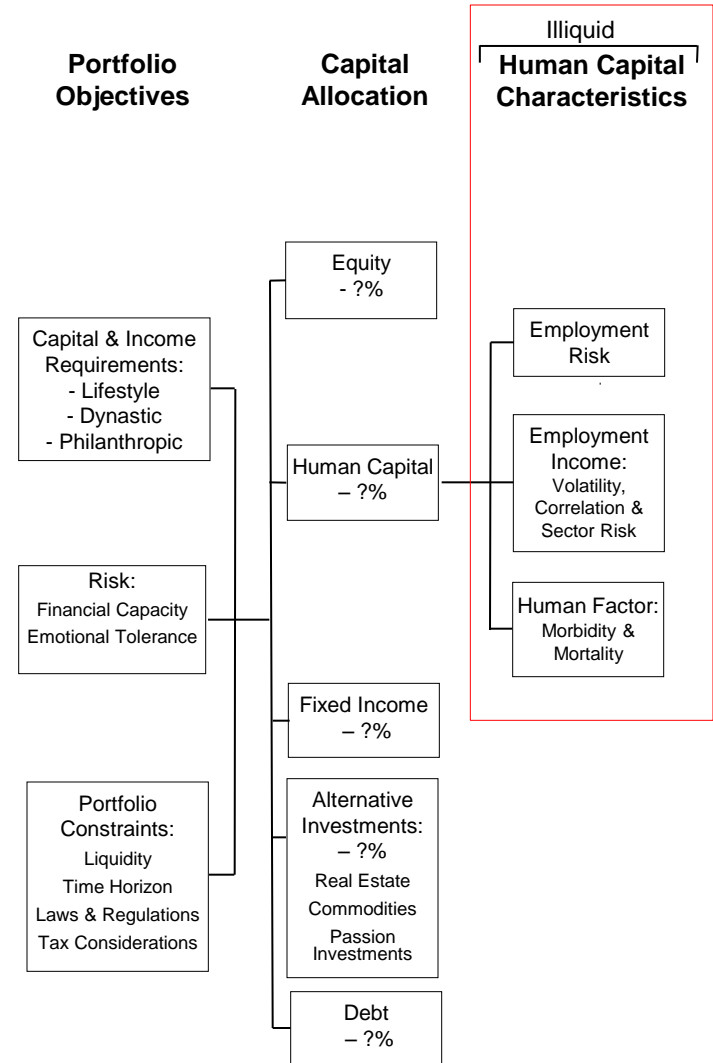 Portfolio
Objectives
Capital & Income
Requirements:
- Lifestyle
- Dynastic
- Philanthropic
Risk:
Financial Capacity
Emotional Tolerance
Portfolio
Constraints:
Liquidity
Time Horizon
Laws & Regulations
Tax Considerations
Capital
Allocation
Equity
- ?%
Human Capital
– ?%
Fixed Income
– ?%
Alternative
Investments:
– ?%
Real Estate
Commodities
Passion
Investments
Debt
– ?%
Illiquid
Human Capital
Characteristics
Employment
Risk
Employment
Income:
Volatility,
Correlation &
Sector Risk
Human Factor:
Morbidity &
Mortality